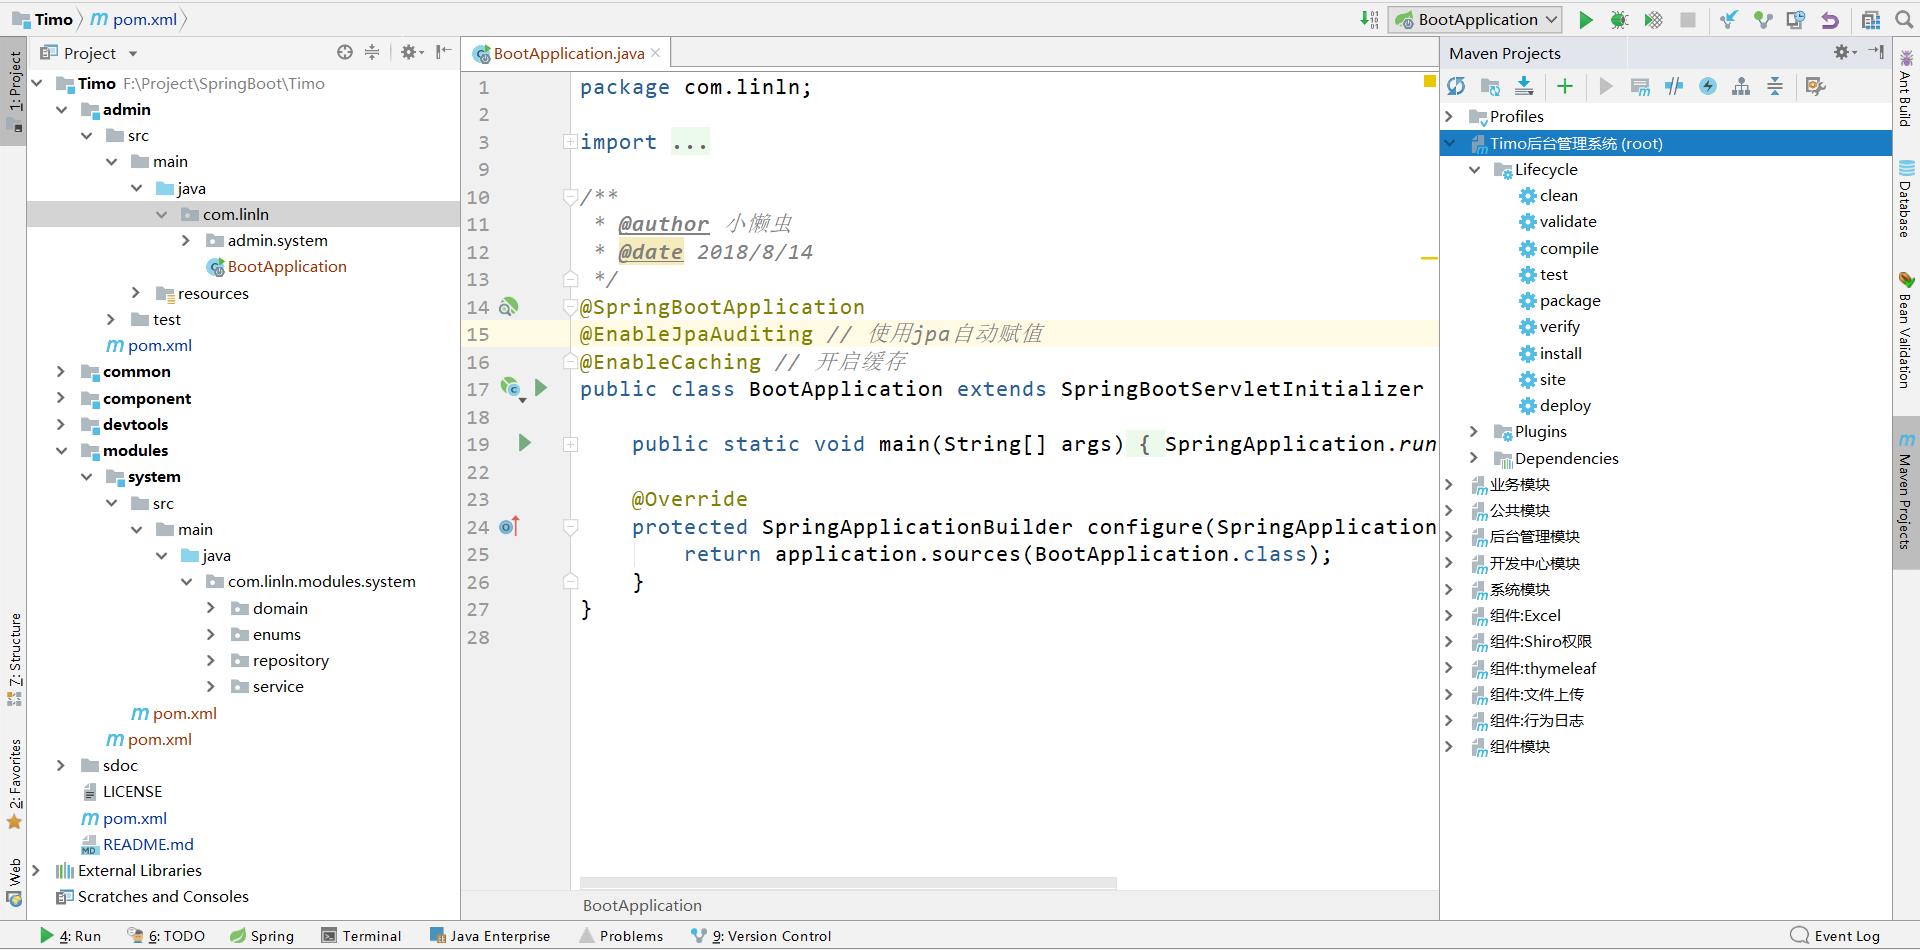 Timo pom.xml
BootApplication
Project
1: Project
7: Structure
2: Favorites
Web
Timo F:\Project\SpringBoot\Timo
admin
src
main
java
com.linln
admin.system
BootApplication
resources
test
pom.xml
common
component
devtools
modules
system
src
main
java
com.linln.modules.system
domain
enums
repository
service
pom.xml
pom.xml
sdoc
LICENSE
pom.xml
README.md
External Libraries
Scratches and Consoles
BootApplication.java
1 package com.linln;
2
3 import ...
9
10 /**
11 * @author 小懒虫
12 * @date 2018/8/14
13 */
14 @SpringBootApplication
15 @EnableJpaAuditing // 使用jpa自动赋值
16 @EnableCaching // 开启缓存
17 public class BootApplication extends SpringBootServletInitializer
18
19 public static void main(String[] args) { SpringApplication.run
22
23 @Override
24 protected SpringApplicationBuilder configure(SpringApplication
25 return application.sources(BootApplication.class);
26 }
27 }
28
BootApplication
Maven Projects
Profiles
Timo后台管理系统 (root)
Lifecycle
clean
validate
compile
test
package
verify
install
site
deploy
Plugins
Dependencies
业务模块
公共模块
后台管理模块
开发中心模块
系统模块
组件:Excel
组件:Shiro权限
组件:thymeleaf
组件:文件上传
组件:行为日志
组件模块
Ant Build
Database
Bean Validation
Maven Projects
4: Run 6: TODO Spring Terminal Java Enterprise Problems 9: Version Control Event Log